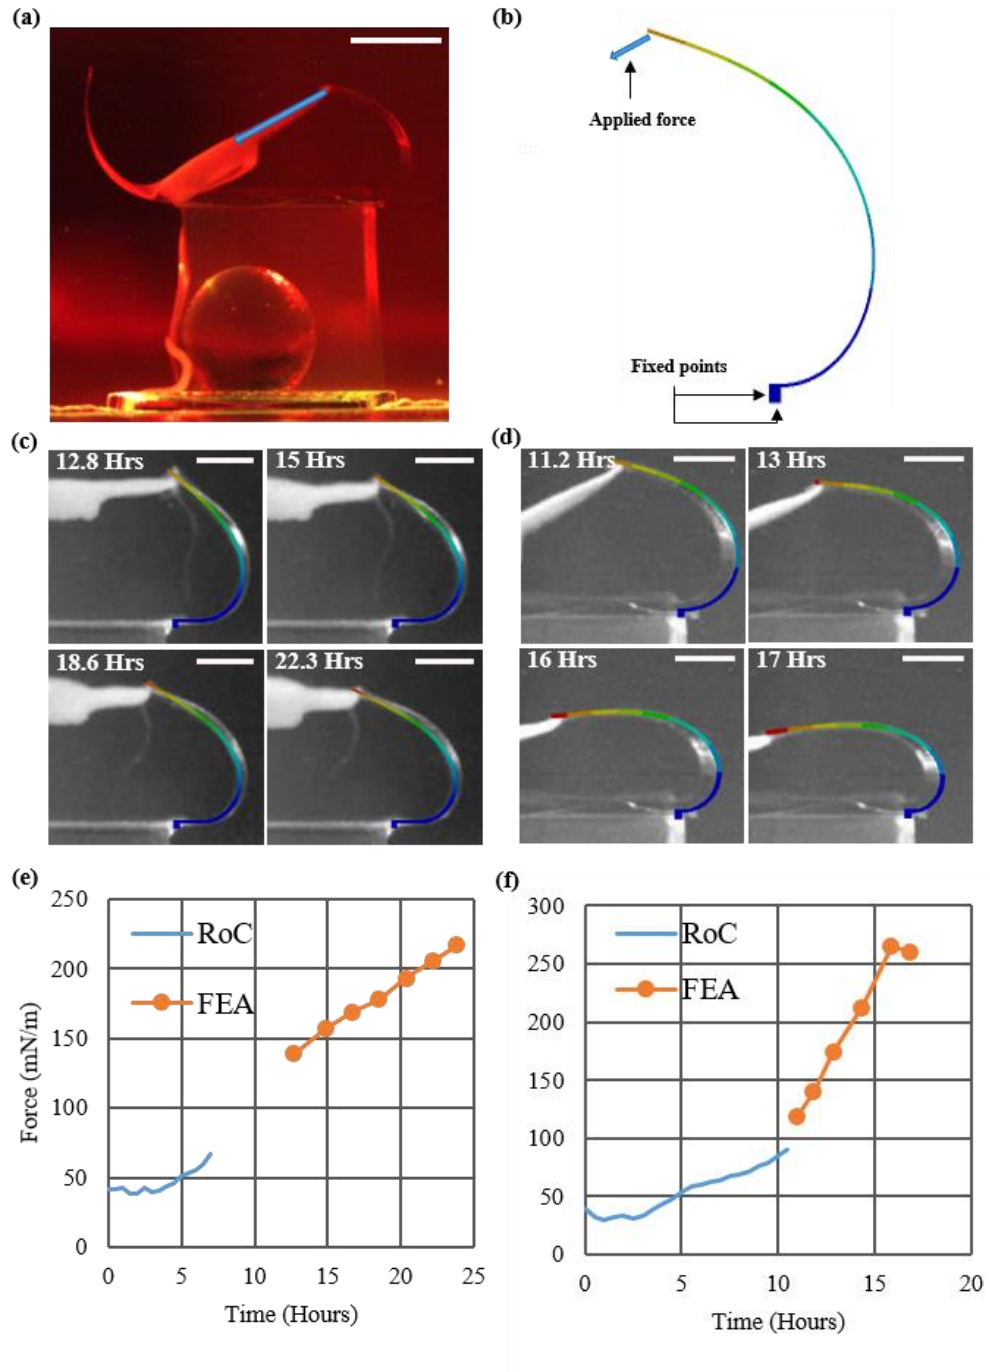 (a)
(b)
Applied force
Fixed points
(c)
(d)
12.8 Hrs
15 Hrs
11.2 Hrs
13 Hrs
18.6 Hrs
22.3 Hrs
16 Hrs
17 Hrs
(e)
250
200
150
100
50
0
Force (mN/m)
RoC
FEA
0 5 10 15 20 25
Time (Hours)
(f)
300
250
200
150
100
50
0
RoC
FEA
0 5 10 15 20
Time (Hours)